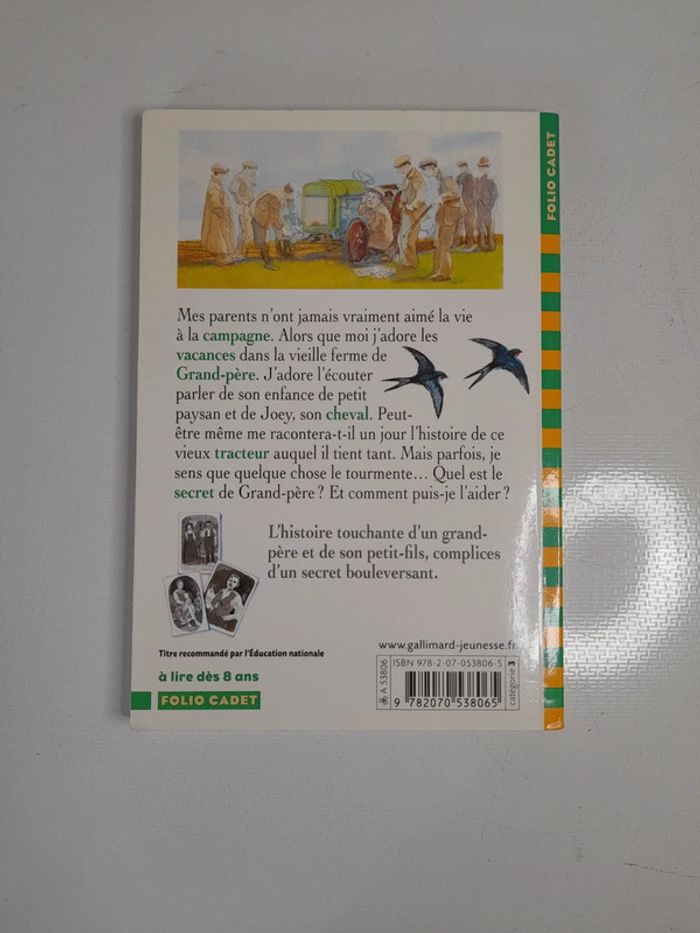 FOLIO CADET
Mes parents n'ont jamais vraiment aimé la vie
à la campagne. Alors que moi j'adore les
vacances dans la vieille ferme de
Grand-père. J'adore l'écouter
parler de son enfance de petit
paysan et de Joey, son cheval. Peut-
être même me racontera-t-il un jour l'histoire de ce
vieux tracteur auquel il tient tant. Mais parfois, je
sens que quelque chose le tourmente... Quel est le
secret de Grand-père ? Et comment puis-je l'aider ?
L'histoire touchante d'un grand-
père et de son petit-fils, complices
d'un secret bouleversant.
Titre recommandé par l'Éducation nationale
à lire dès 8 ans
FOLIO CADET
www.gallimard-jeunesse.fr
A 53806
ISBN 978-2-07-053806-5
9 782070 538065
catégorie 3